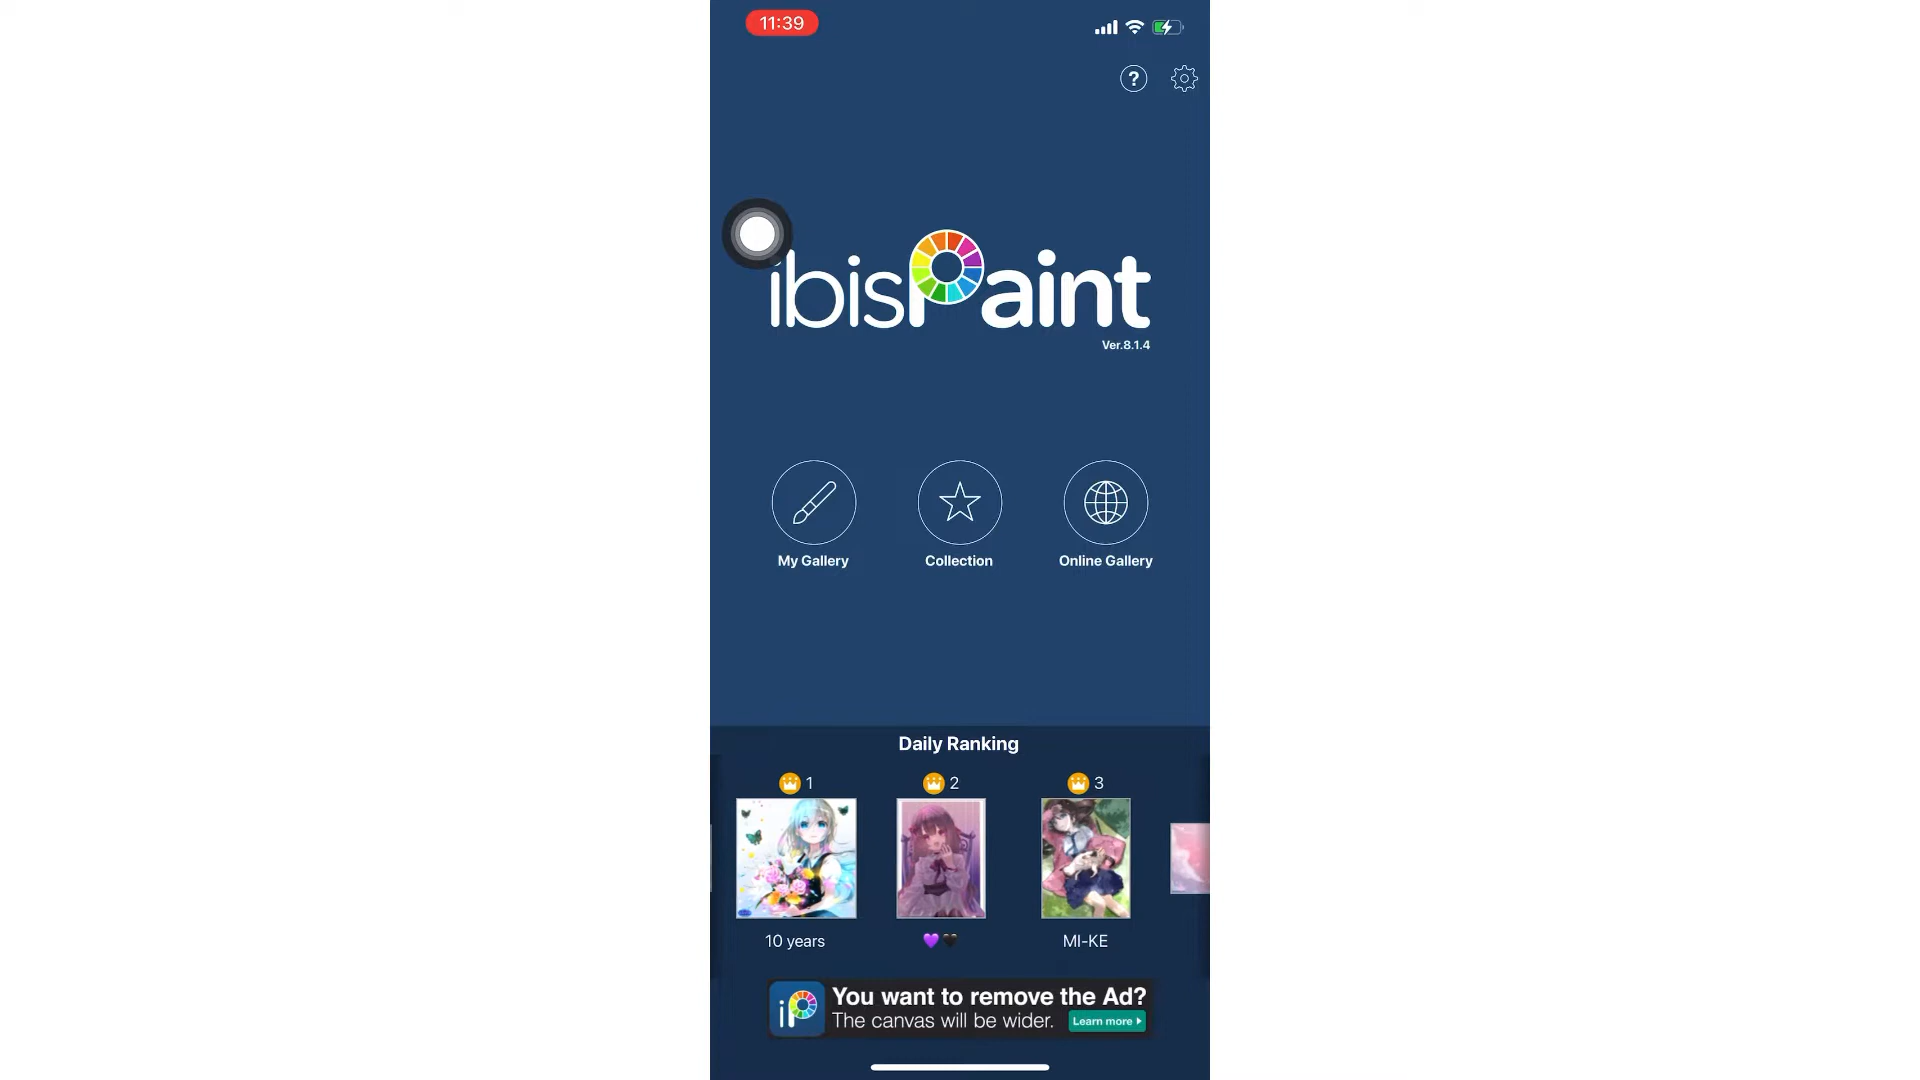 11:39
?
ibisPaint
Ver.8.1.4
My Gallery
Collection
Online Gallery
Daily Ranking
1
2
3
10 years
💜🖤
MI-KE
iP
You want to remove the Ad?
The canvas will be wider.
Learn more